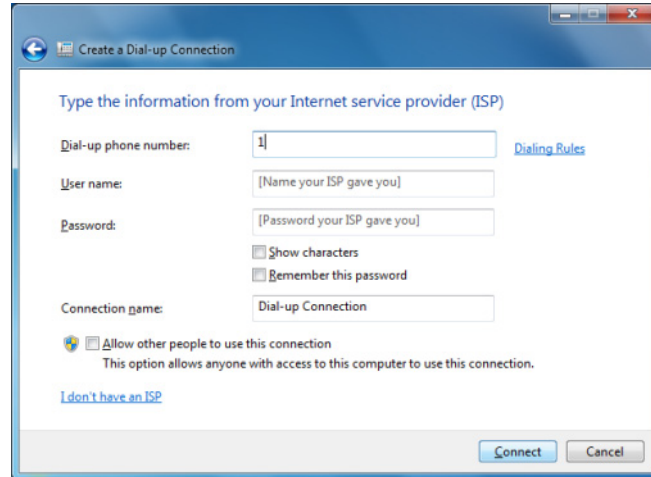 Create a Dial-up Connection
Type the information from your Internet service provider (ISP)
Dial-up phone number: 1 Dialing Rules
User name: [Name your ISP gave you]
Password: [Password your ISP gave you]
Show characters
Remember this password
Connection name: Dial-up Connection
Allow other people to use this connection
This option allows anyone with access to this computer to use this connection.
I don't have an ISP
Connect Cancel